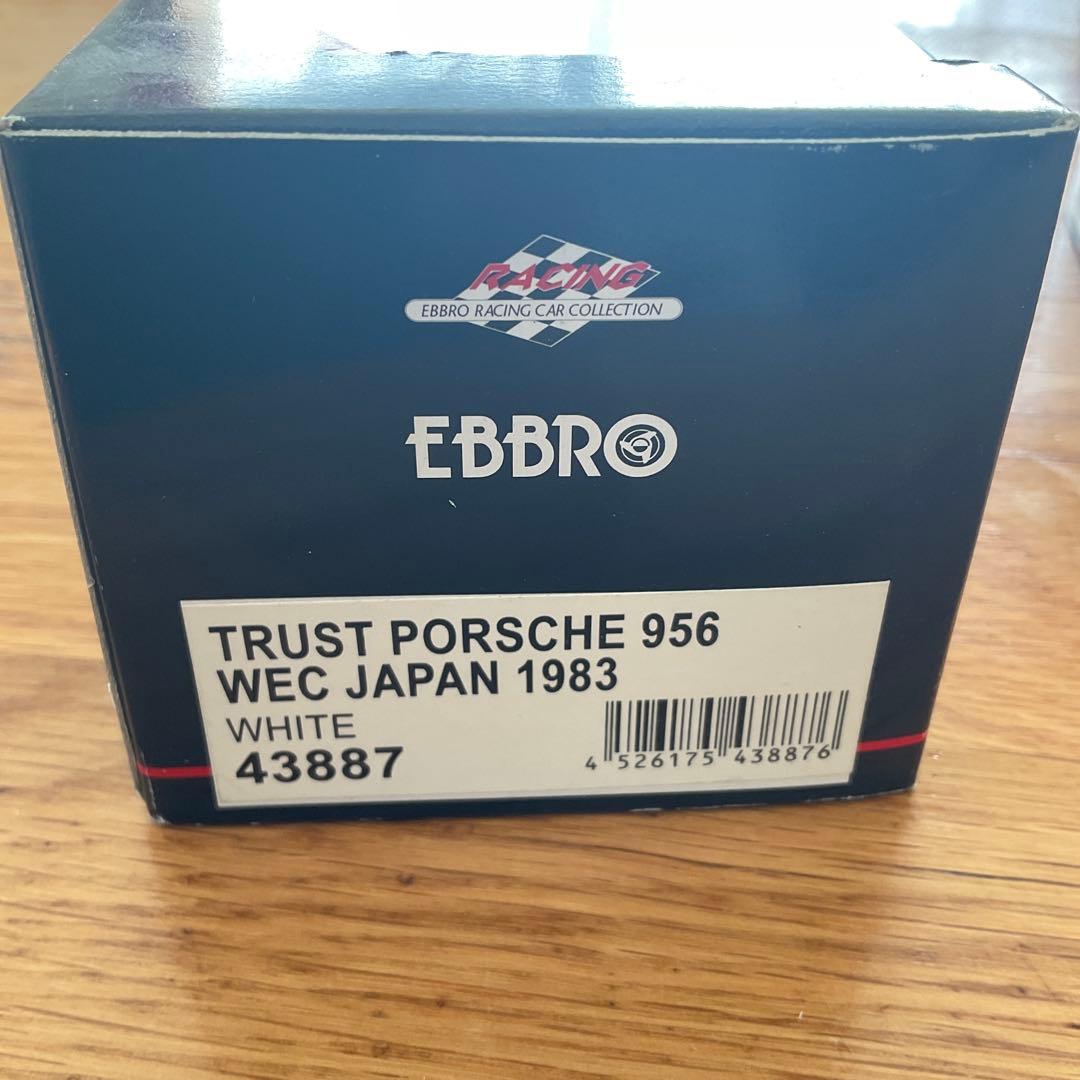 RACING
EBBRO RACING CAR COLLECTION
EBBRO
TRUST PORSCHE 956
WEC JAPAN 1983
WHITE
43887
4 526175 438876